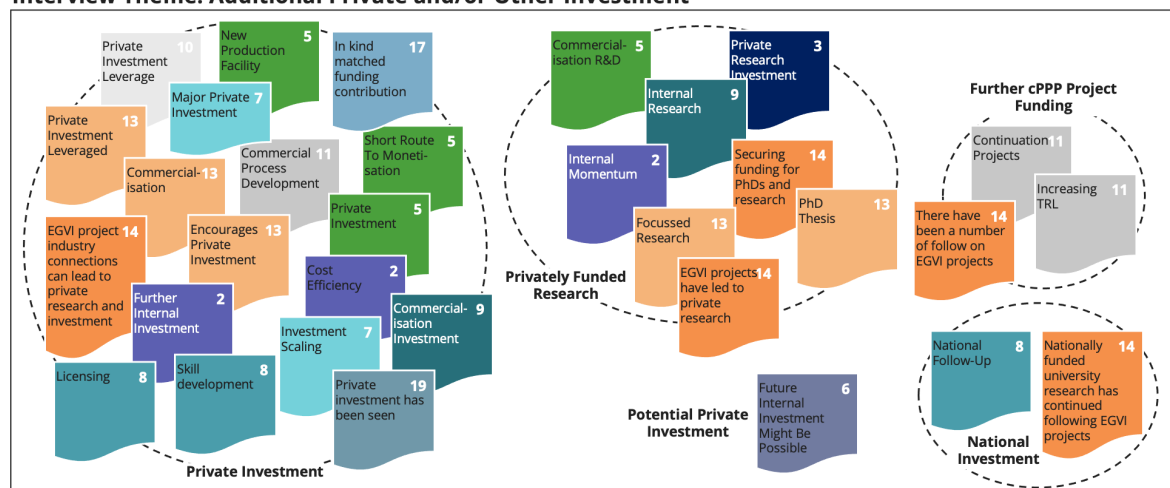 Interview Theme: Additional Private and/or Other Investment
Private
Investment
Leverage
10
New
Production
Facility
5
In kind
matched
funding
contribution
17
Major Private
Investment
7
Private
Investment
Leveraged
13
Commercial-
isation
13
Commercial
Process
Development
11
Short Route
To Moneti-
sation
5
Private
Investment
5
EGVI project
industry
connections
can lead to
private
research and
investment
14
Encourages
Private
Investment
13
Cost
Efficiency
2
Further
Internal
Investment
2
Commercial-
isation
Investment
9
Investment
Scaling
7
Licensing
8
Skill
development
8
Private
investment has
been seen
19
Private Investment
Commercial-
isation R&D
5
Private
Research
Investment
3
Internal
Research
9
Internal
Momentum
2
Securing
funding for
PhDs and
research
14
PhD
Thesis
13
Focussed
Research
13
EGVI projects
have led to
private
research
14
Privately Funded
Research
Further cPPP Project
Funding
Continuation
Projects
11
Increasing
TRL
11
There have
been a number
of follow on
EGVI projects
14
Potential Private
Investment
Future
Internal
Investment
Might Be
Possible
6
National
Follow-Up
8
Nationally
funded
university
research has
continued
following EGVI
projects
14
National
Investment